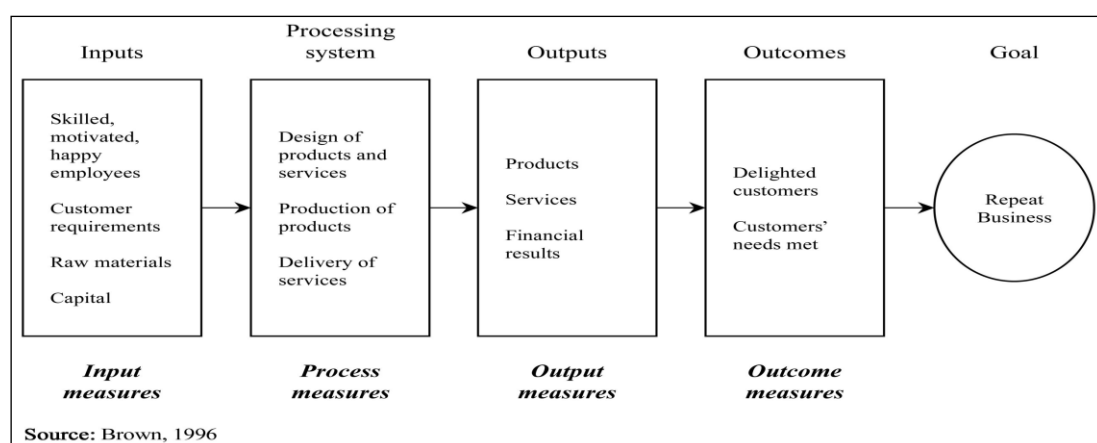 Inputs
Processing
system
Outputs
Outcomes
Goal
Skilled,
motivated,
happy
employees
Customer
requirements
Raw materials
Capital
Design of
products and
services
Production of
products
Delivery of
services
Products
Services
Financial
results
Delighted
customers
Customers’
needs met
Repeat
Business
Input
measures
Process
measures
Output
measures
Outcome
measures
Source: Brown, 1996